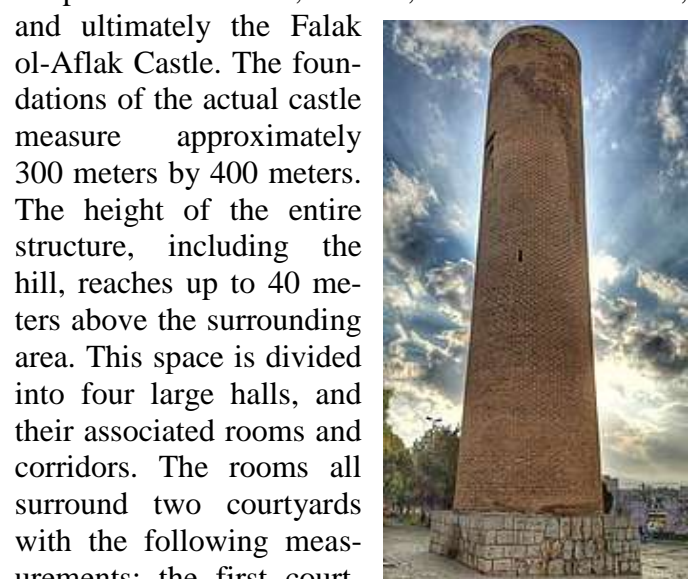 and ultimately the Falak
ol-Aflak Castle. The foun-
dations of the actual castle
measure approximately
300 meters by 400 meters.
The height of the entire
structure, including the
hill, reaches up to 40 me-
ters above the surrounding
area. This space is divided
into four large halls, and
their associated rooms and
corridors. The rooms all
surround two courtyards
with the following meas-
urements: the first court-